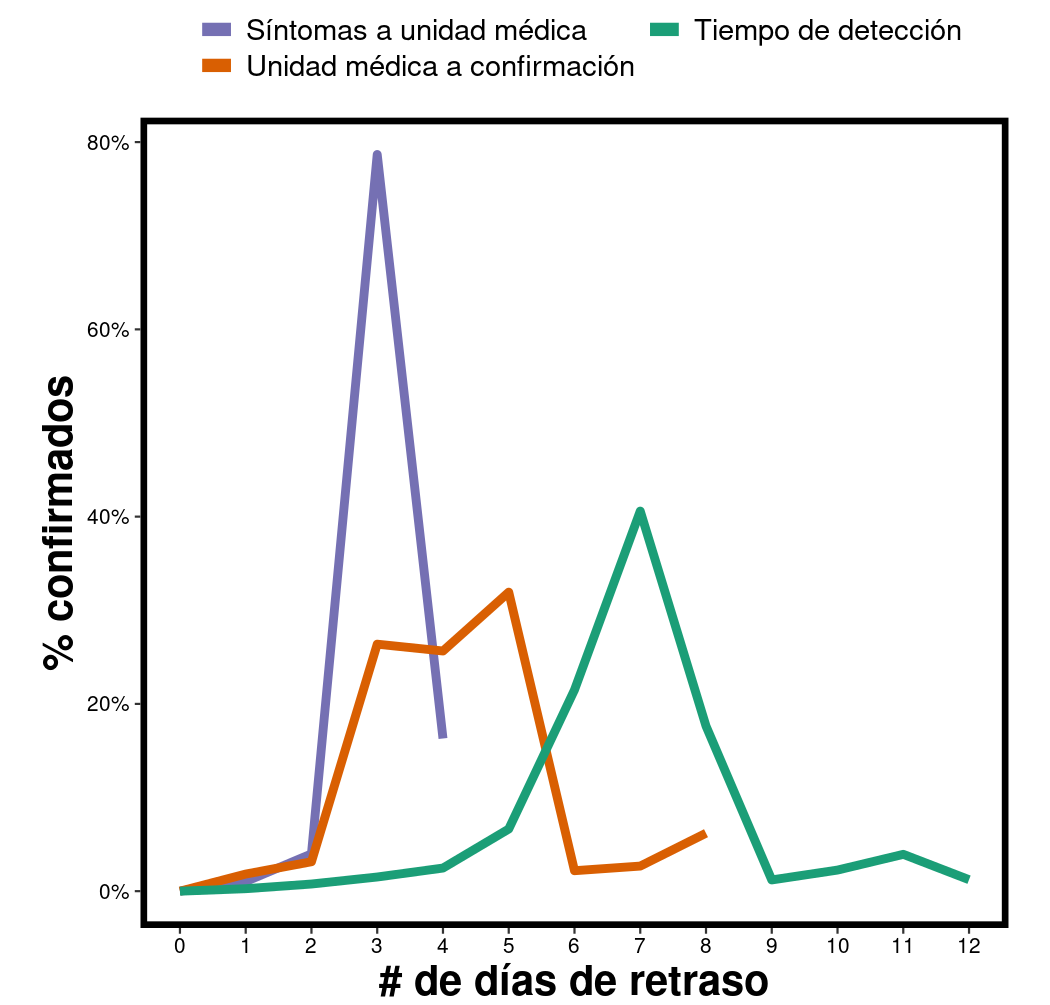 Síntomas a unidad médica
Tiempo de detección
Unidad médica a confirmación
80%
60%
40%
20%
0%
% confirmados
0 1 2 3 4 5 6 7 8 9 10 11 12
# de días de retraso